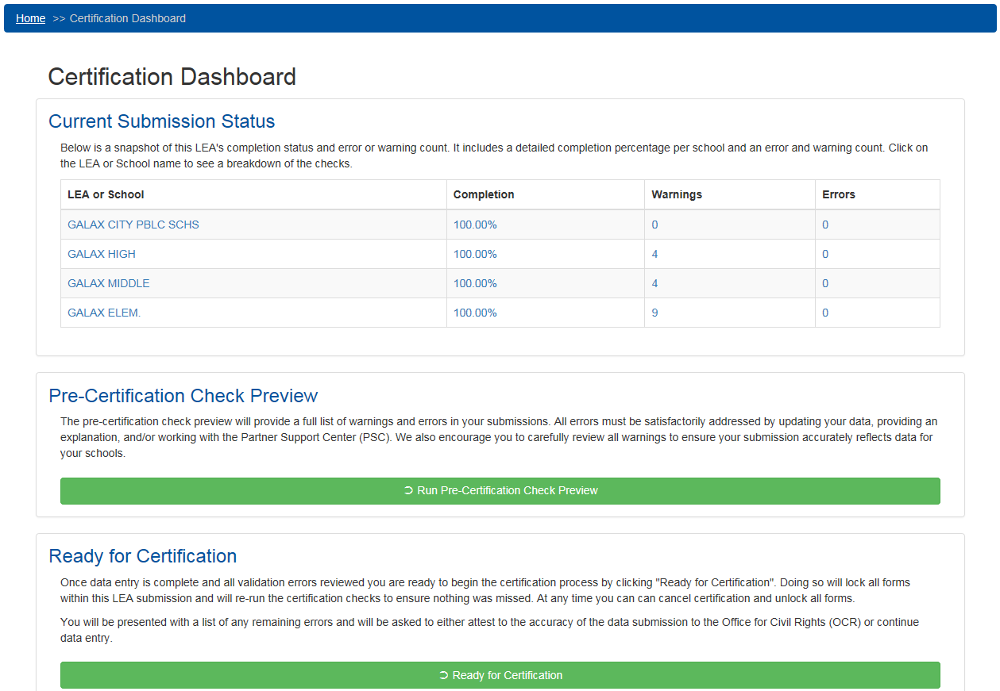 Home >> Certification Dashboard
Certification Dashboard
Current Submission Status
Below is a snapshot of this LEA's completion status and error or warning count. It includes a detailed completion percentage per school and an error and warning count. Click on
the LEA or School name to see a breakdown of the checks.
LEA or School Completion Warnings Errors
GALAX CITY PBLC SCHS 100.00% 0 0
GALAX HIGH 100.00% 4 0
GALAX MIDDLE 100.00% 4 0
GALAX ELEM. 100.00% 9 0
Pre-Certification Check Preview
The pre-certification check preview will provide a full list of warnings and errors in your submissions. All errors must be satisfactorily addressed by updating your data, providing an
explanation, and/or working with the Partner Support Center (PSC). We also encourage you to carefully review all warnings to ensure your submission accurately reflects data for
your schools.
Run Pre-Certification Check Preview
Ready for Certification
Once data entry is complete and all validation errors reviewed you are ready to begin the certification process by clicking "Ready for Certification". Doing so will lock all forms
within this LEA submission and will re-run the certification checks to ensure nothing was missed. At any time you can can cancel certification and unlock all forms.
You will be presented with a list of any remaining errors and will be asked to either attest to the accuracy of the data submission to the Office for Civil Rights (OCR) or continue
data entry.
Ready for Certification